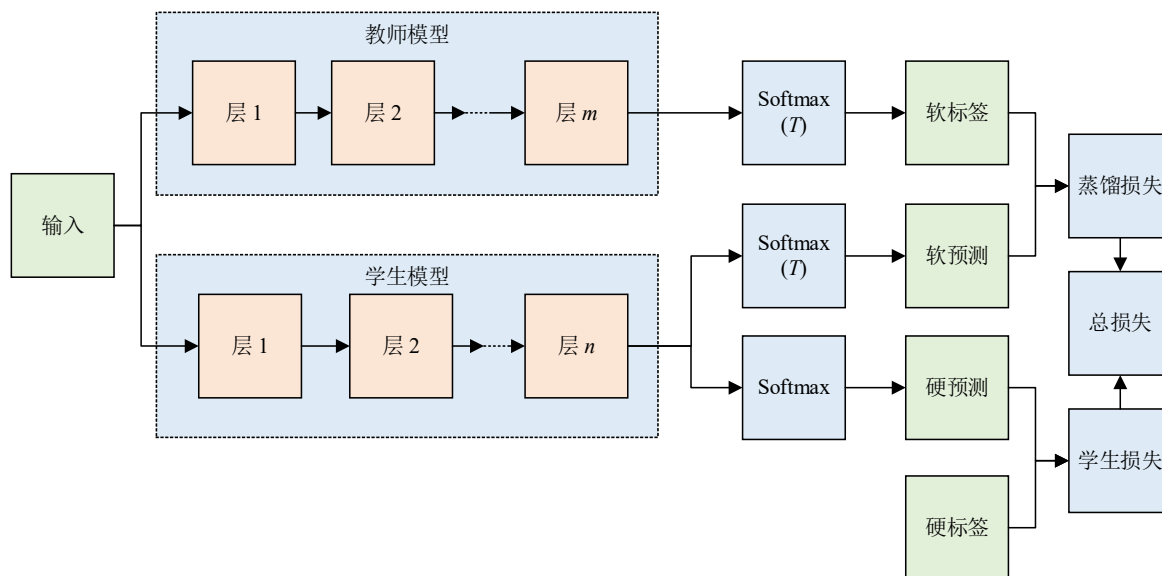 教师模型
层 1
层 2
层 m
Softmax
(T)
软标签
蒸馏损失
输入
Softmax
(T)
软预测
学生模型
层 1
层 2
层 n
总损失
Softmax
硬预测
学生损失
硬标签